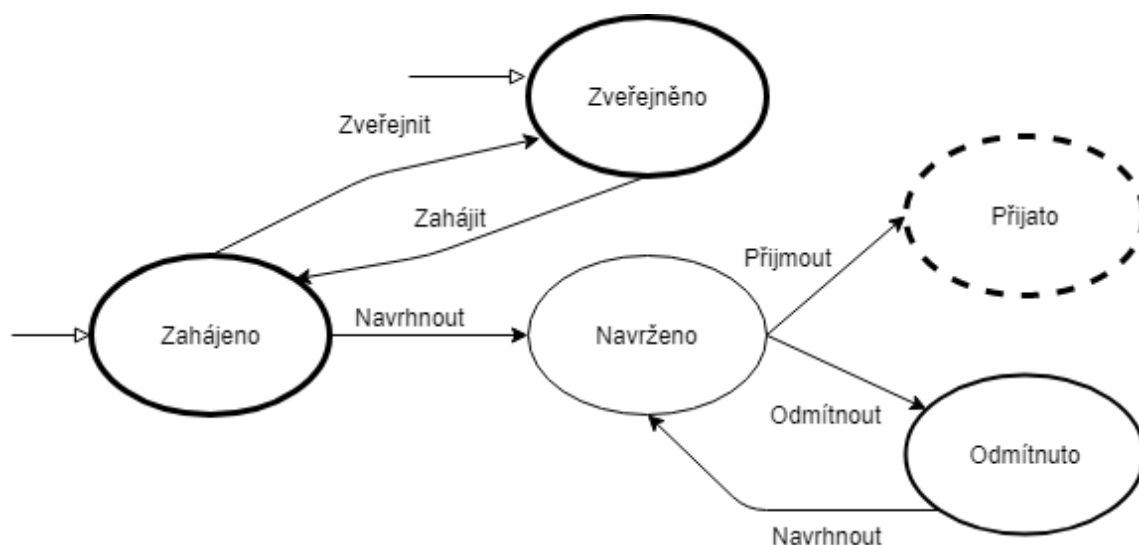 Zveřejněno
Zveřejnit
Zahájit
Přijato
Přijmout
Zahájeno
Navrhnout
Navrženo
Odmítnout
Odmítnuto
Navrhnout